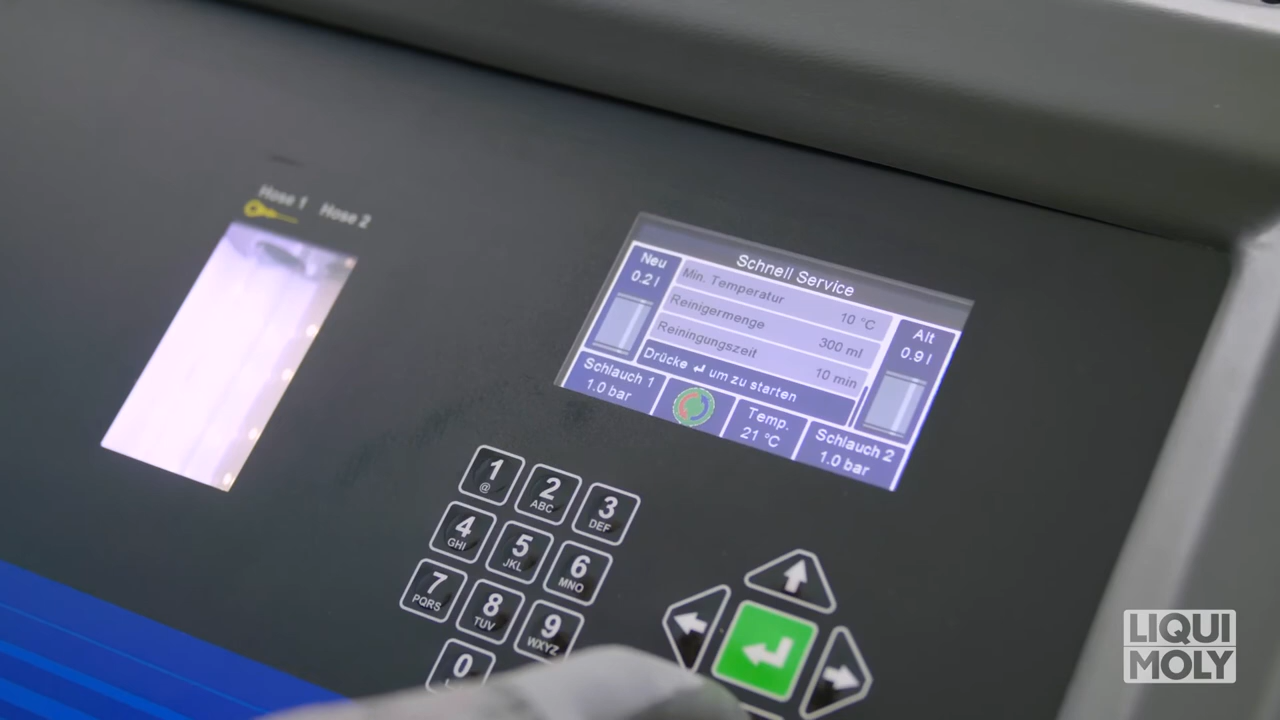 Hose 1 Hose 2
Schnell Service
Neu
0.2 l
Min. Temperatur 10 °C
Reinigermenge 300 ml
Reiningungszeit 10 min
Drücke ↵ um zu starten
Alt
0.9 l
Schlauch 1
1.0 bar
Temp.
21 °C
Schlauch 2
1.0 bar
1 2 3
@ ABC DEF
4 5 6
GHI JKL MNO
7 8 9
PQRS TUV WXYZ
0
LIQUI
MOLY